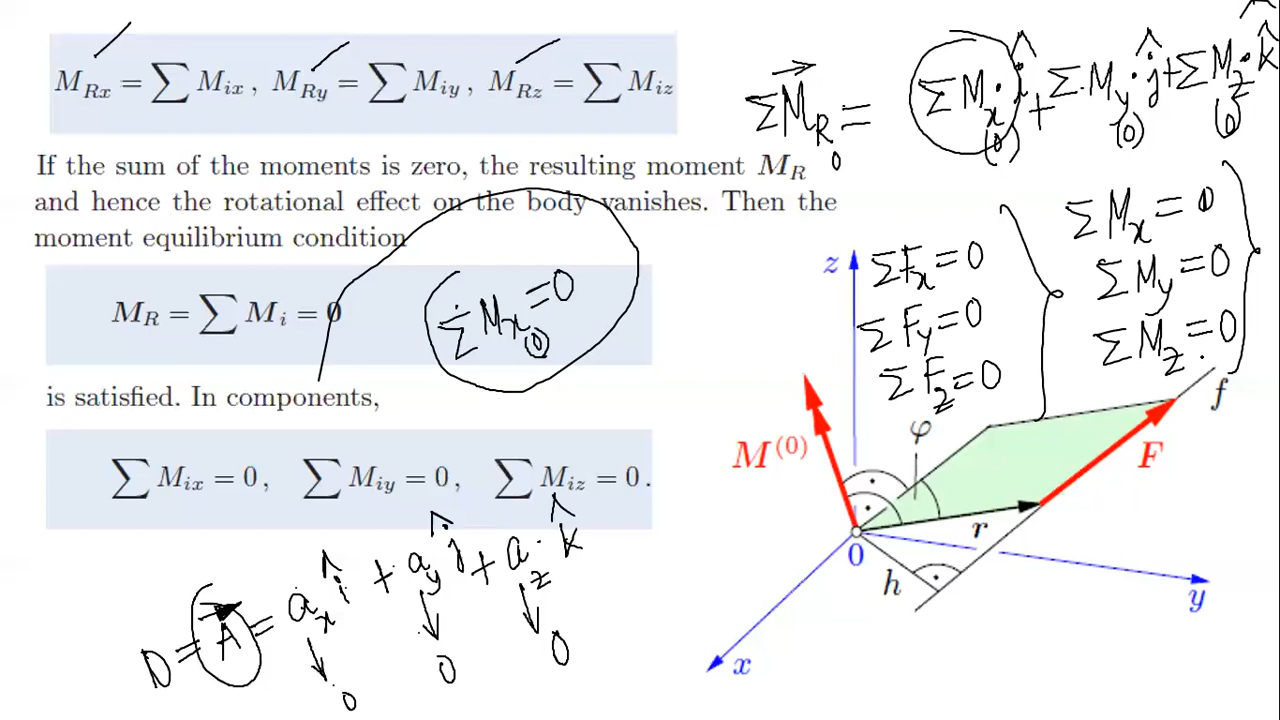 M_Rx = ∑ M_ix , M_Ry = ∑ M_iy , M_Rz = ∑ M_iz
∑M⃗_R_0 = ∑M_x(0)·î + ∑M_y(0)·ĵ + ∑M_z(0)·k̂
If the sum of the moments is zero, the resulting moment M_R
and hence the rotational effect on the body vanishes. Then the
moment equilibrium condition
M_R = ∑ M_i = 0
∑M_x(0) = 0
is satisfied. In components,
∑ M_ix = 0 , ∑ M_iy = 0 , ∑ M_iz = 0 .
0 = A⃗ = a_x î + a_y ĵ + a_z · k̂
0 0 0
∑F_x = 0
∑F_y = 0
∑F_z = 0
∑M_x = 0
∑M_y = 0
∑M_z = 0
z
f
φ
M^(0)
F
r
0
h
y
x